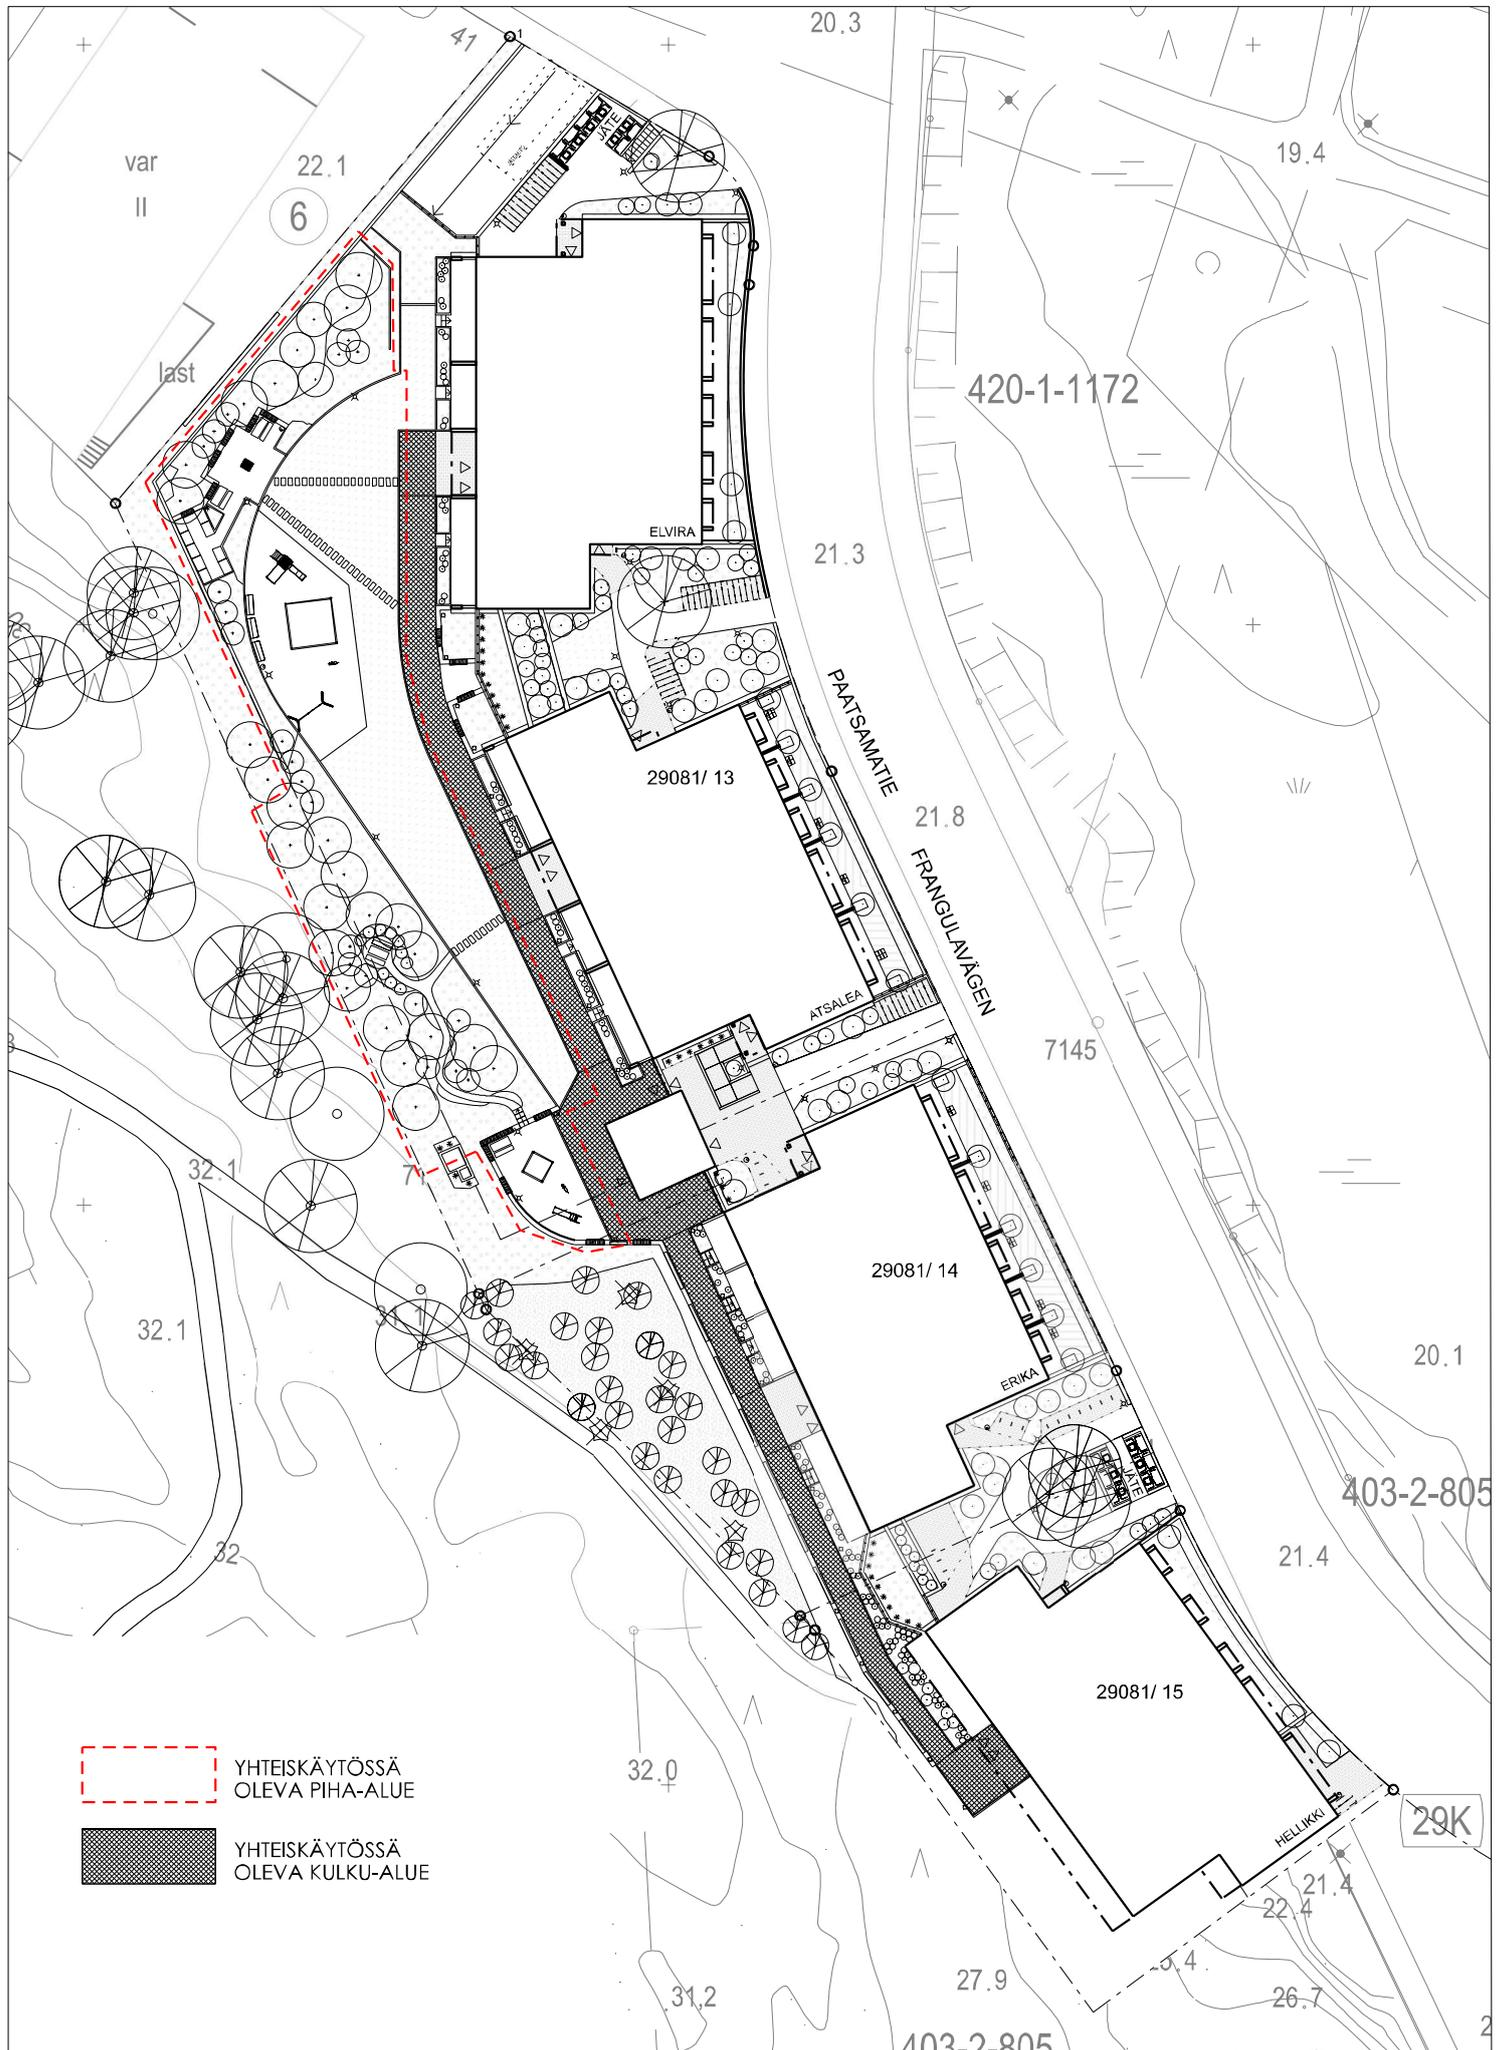 20.3
41
1
JÄTE
var
II
22.1
6
19.4
last
420-1-1172
ELVIRA
21.3
PAATSAMATIE
29081/ 13
21.8
FRANGULAVÄGEN
ATSALEA
7145
32.1
71
29081/ 14
32.1
31.1
20.1
ERIKA
JÄTE
403-2-805
32
21.4
29081/ 15
YHTEISKÄYTÖSSÄ
OLEVA PIHA-ALUE
32.0
29K
HELLIKKI
YHTEISKÄYTÖSSÄ
OLEVA KULKU-ALUE
21.4
22.4
27.9
26.7
31,2
403-2-805